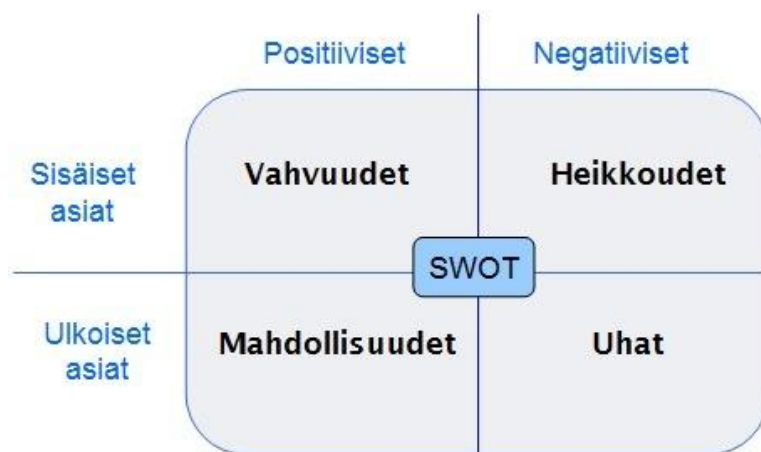 Positiiviset Negatiiviset
Sisäiset
asiat
Vahvuudet Heikkoudet
SWOT
Ulkoiset
asiat
Mahdollisuudet Uhat